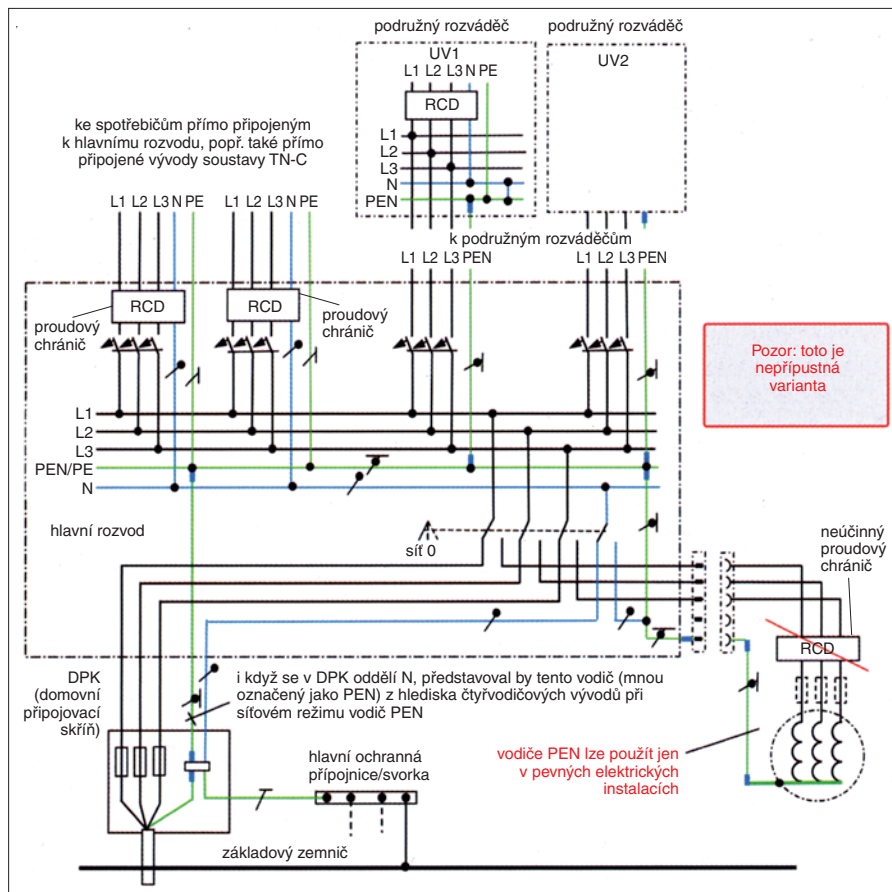 podružný rozváděč
podružný rozváděč
UV1
L1 L2 L3 N PE
UV2
RCD
L1
L2
L3
N
PEN
ke spotřebičům přímo připojeným
k hlavnímu rozvodu, popř. také přímo
připojené vývody soustavy TN-C
L1 L2 L3 N PE
L1 L2 L3 N PE
k podružným rozváděčům
L1 L2 L3 PEN
L1 L2 L3 PEN
RCD
RCD
proudový
chránič
proudový
chránič
Pozor: toto je
nepřípustná
varianta
L1
L2
L3
PEN/PE
N
hlavní rozvod
síť 0
neúčinný
proudový
chránič
RCD
DPK
(domovní
připojovací
skříň)
i když se v DPK oddělí N, představoval by tento vodič (mnou
označený jako PEN) z hlediska čtyřvodičových vývodů při
síťovém režimu vodič PEN
hlavní ochranná
přípojnice/svorka
vodiče PEN lze použít jen
v pevných elektrických
instalacích
základový zemnič